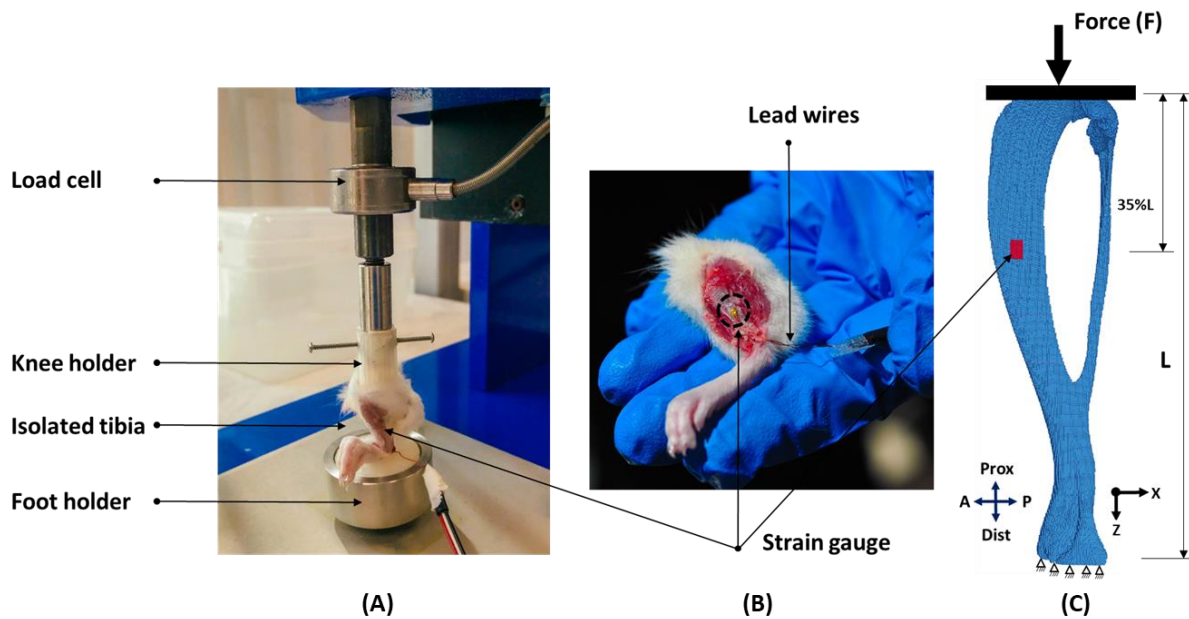 Load cell
Knee holder
Isolated tibia
Foot holder
(A)
Lead wires
Strain gauge
(B)
Force (F)
35%L
L
Prox
A
P
Dist
X
Z
(C)